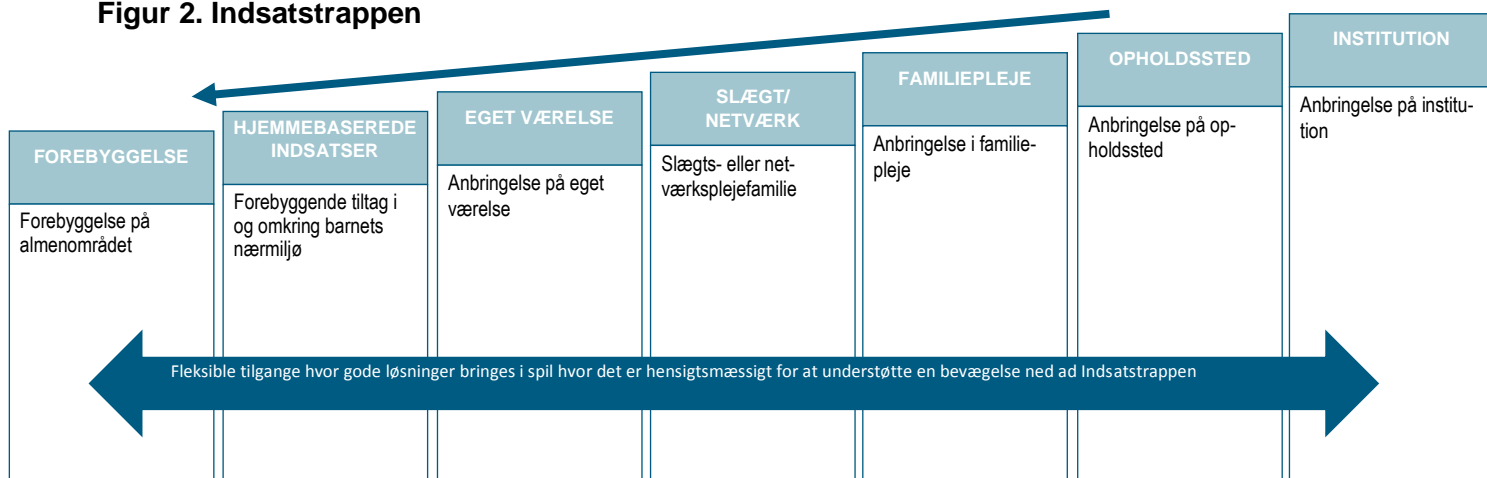 Figur 2. Indsatstrappen
FOREBYGGELSE
Forebyggelse på
almenområdet
HJEMMEBASEREDE
INDSATSER
Forebyggende tiltag i
og omkring barnets
nærmiljø
EGET VÆRELSE
Anbringelse på eget
værelse
SLÆGT/
NETVÆRK
Slægts- eller net-
værksplejefamilie
FAMILIEPLEJE
Anbringelse i familie-
pleje
OPHOLDSSTED
Anbringelse på op-
holdssted
INSTITUTION
Anbringelse på institu-
tion
Fleksible tilgange hvor gode løsninger bringes i spil hvor det er hensigtsmæssigt for at understøtte en bevægelse ned ad Indsatstrappen